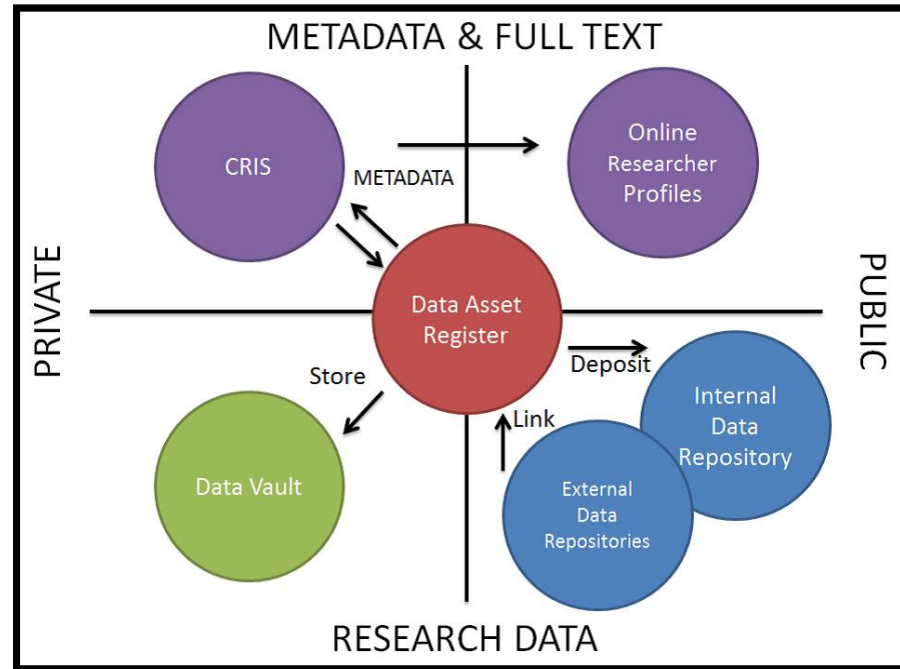 METADATA & FULL TEXT
CRIS
Online
Researcher
Profiles
METADATA
PRIVATE
PUBLIC
Data Asset
Register
Store
Deposit
Link
Data Vault
Internal
Data
Repository
External
Data
Repositories
RESEARCH DATA